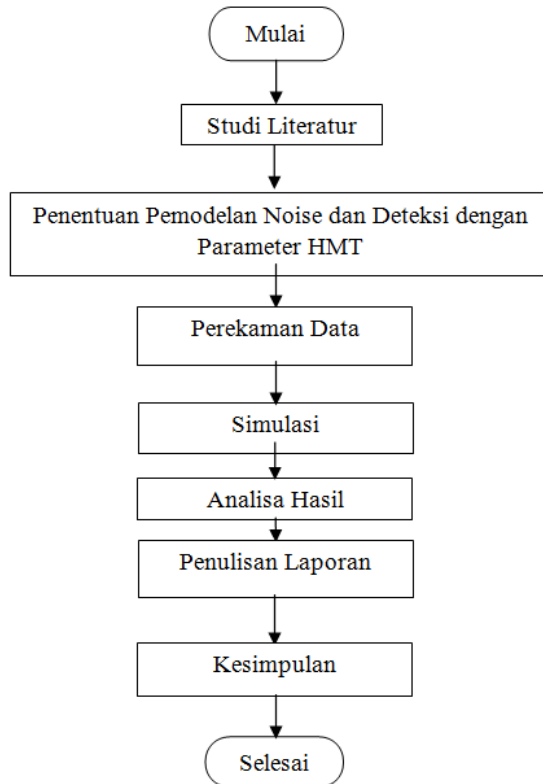 Mulai
Studi Literatur
Penentuan Pemodelan Noise dan Deteksi dengan
Parameter HMT
Perekaman Data
Simulasi
Analisa Hasil
Penulisan Laporan
Kesimpulan
Selesai